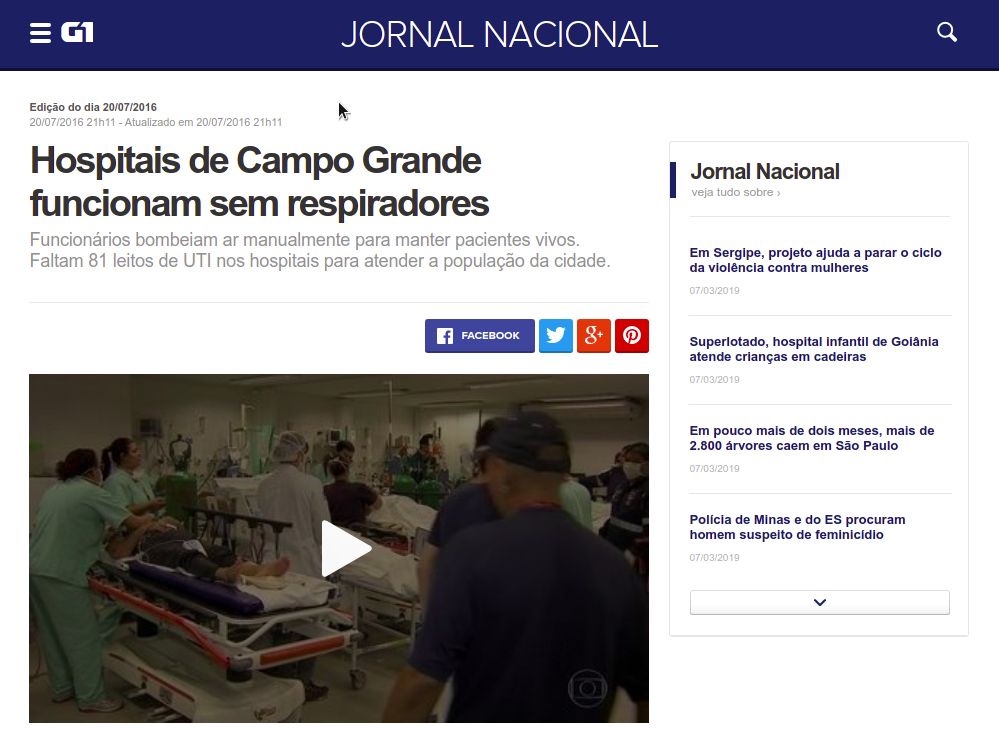 G1
JORNAL NACIONAL
Edição do dia 20/07/2016
20/07/2016 21h11 - Atualizado em 20/07/2016 21h11
Hospitais de Campo Grande
funcionam sem respiradores
Funcionários bombeiam ar manualmente para manter pacientes vivos.
Faltam 81 leitos de UTI nos hospitais para atender a população da cidade.
FACEBOOK
g+
Jornal Nacional
veja tudo sobre ›
Em Sergipe, projeto ajuda a parar o ciclo
da violência contra mulheres
07/03/2019
Superlotado, hospital infantil de Goiânia
atende crianças em cadeiras
07/03/2019
Em pouco mais de dois meses, mais de
2.800 árvores caem em São Paulo
07/03/2019
Polícia de Minas e do ES procuram
homem suspeito de feminicídio
07/03/2019